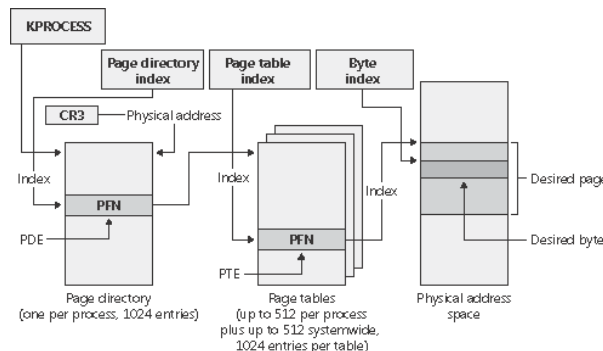 KPROCESS
Page directory
index
Page table
index
Byte
index
CR3
Physical address
Index
Index
PFN
PFN
Desired page
PDE
PTE
Desired byte
Page directory
(one per process, 1024 entries)
Page tables
(up to 512 per process
plus up to 512 systemwide,
1024 entries per table)
Physical address
space